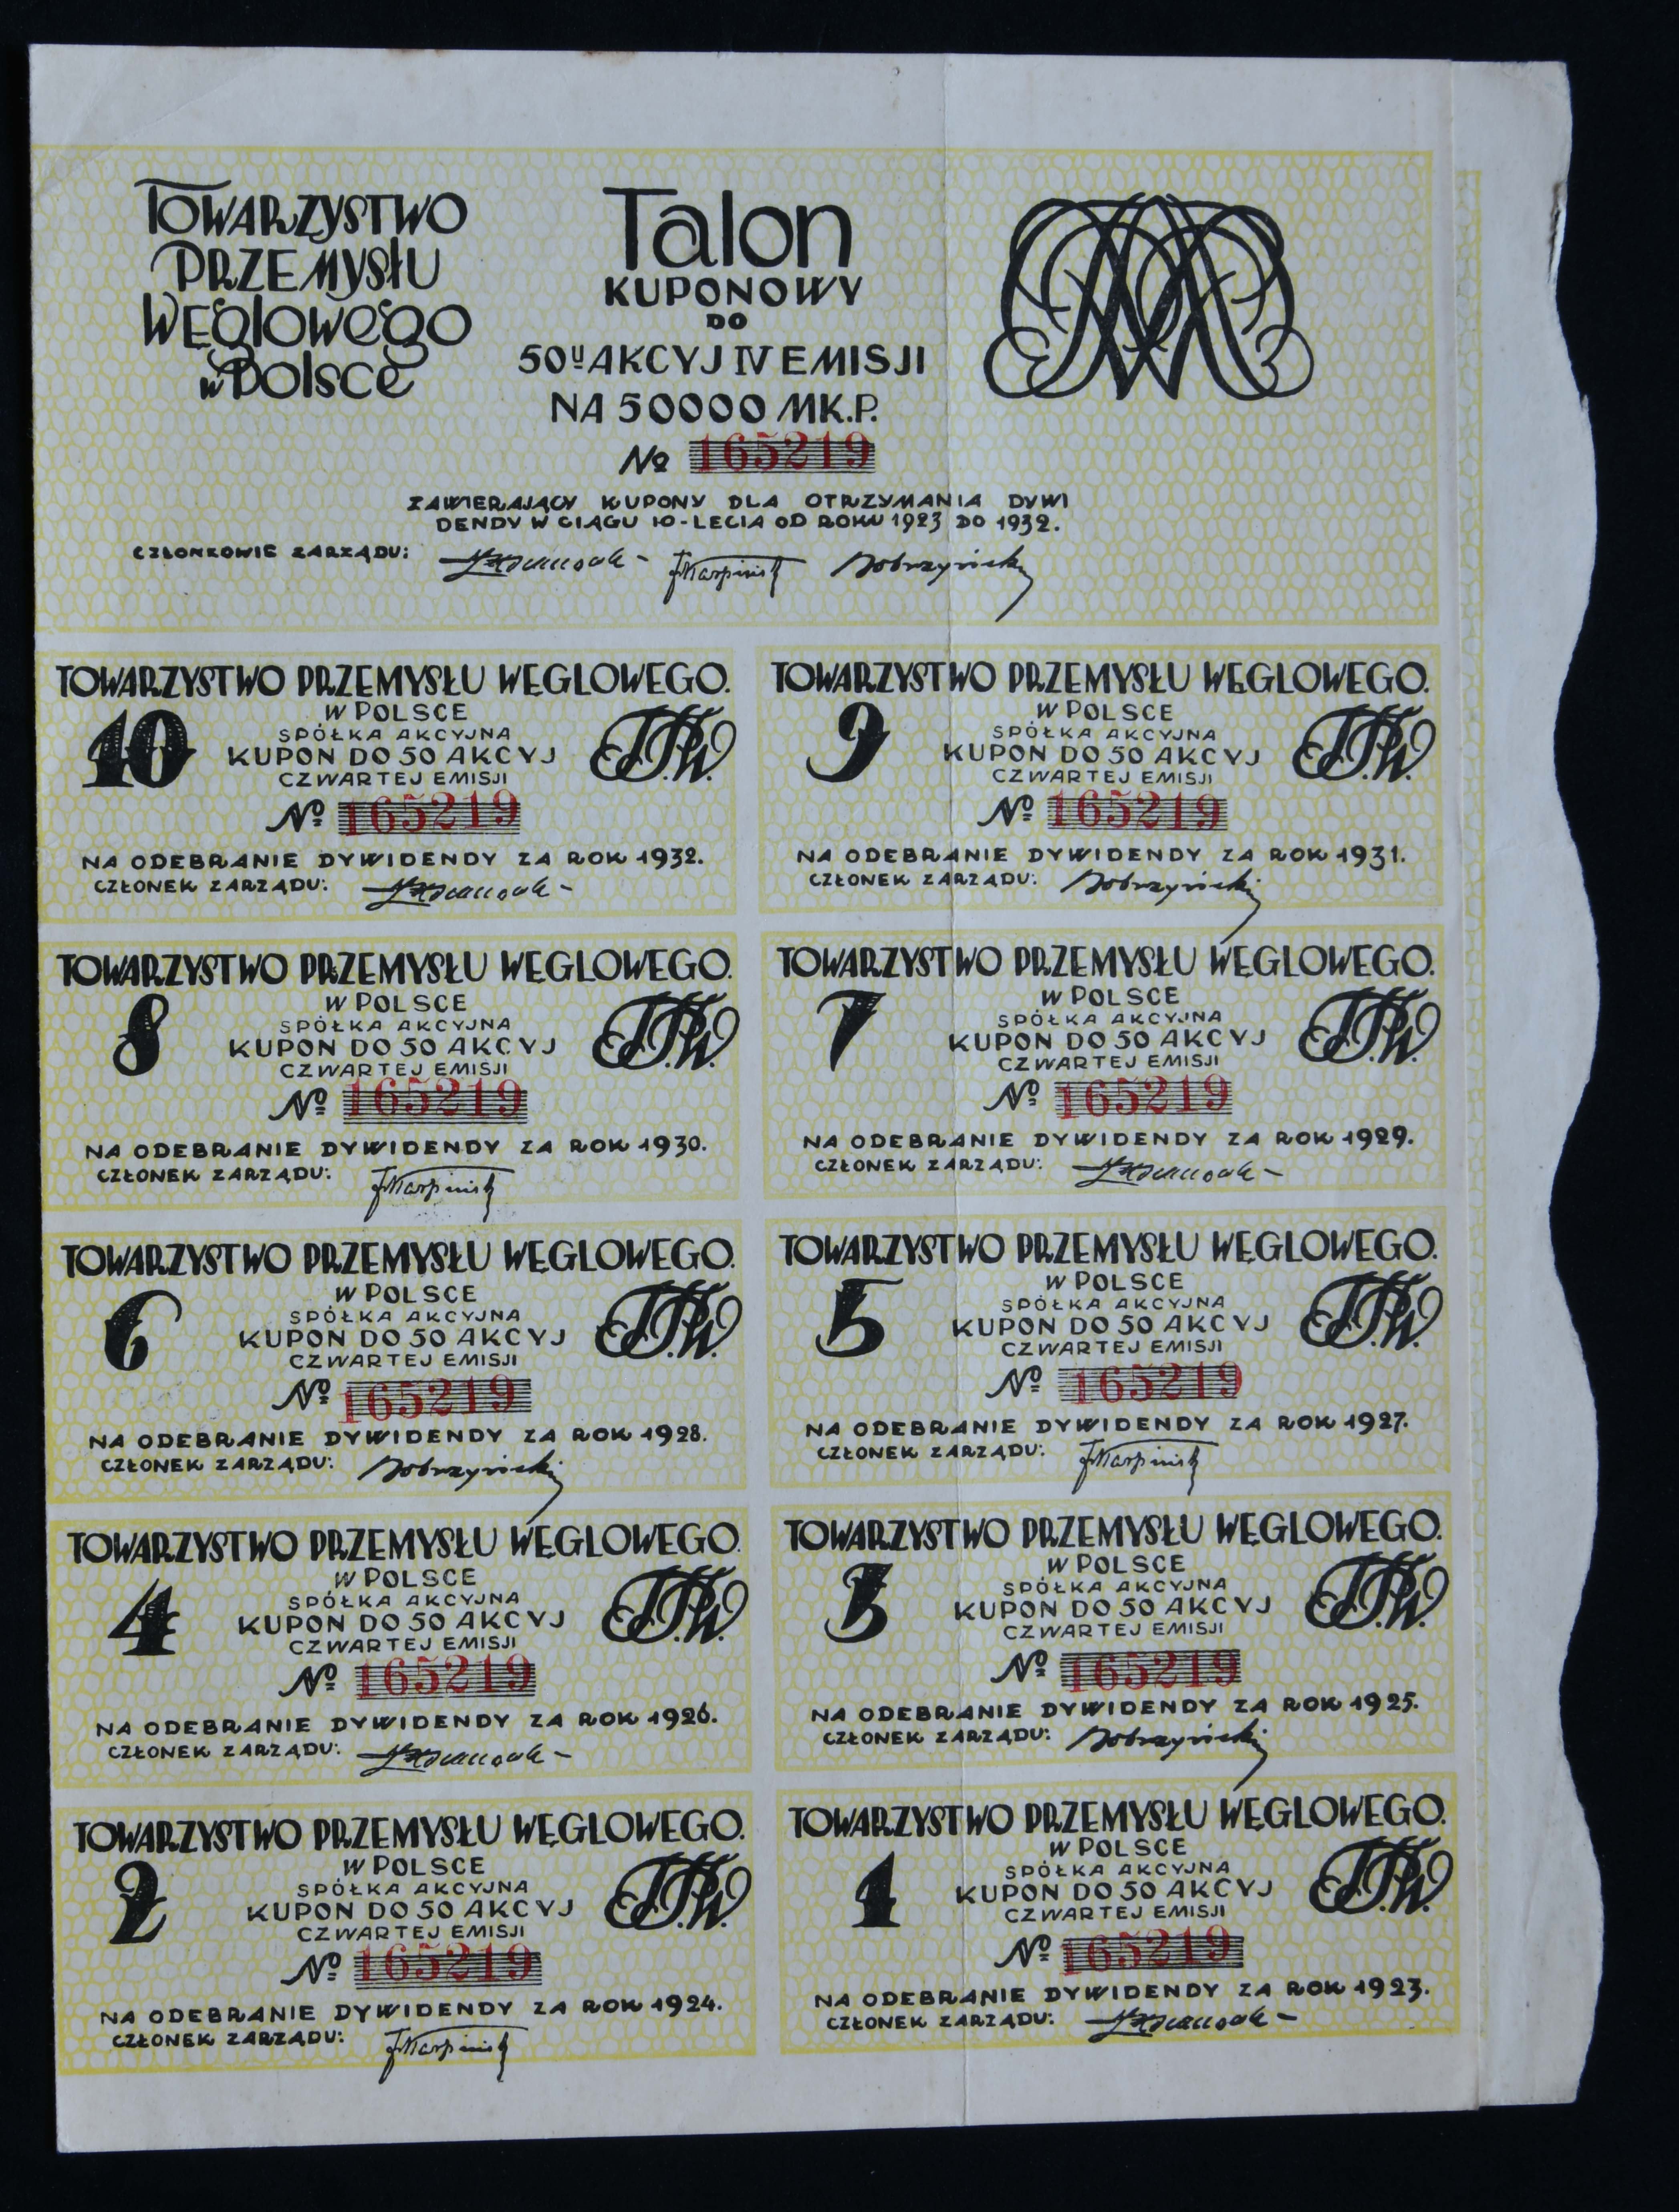 TOWARZYSTWO
PRZEMYSŁU
WĘGLOWEGO
w POLSCE
Talon
KUPONOWY
DO
50U AKCYJ IV EMISJI
NA 50000 MK.P.
No 165219
ZAWIERAJĄCY KUPONY DLA OTRZYMANIA DYWI
DENDY W CIĄGU 10-LECIA OD ROKU 1923 DO 1932.
CZŁONKOWIE ZARZĄDU: JKarpiński Dobrzyński
TOWARZYSTWO PRZEMYSŁU WĘGLOWEGO.
W POLSCE
10
SPÓŁKA AKCYJNA
KUPON DO 50 AKCYJ
T.P.W.
CZWARTEJ EMISJI
No 165219
NA ODEBRANIE DYWIDENDY ZA ROK 1932.
CZŁONEK ZARZĄDU:
TOWARZYSTWO PRZEMYSŁU WĘGLOWEGO.
W POLSCE
9
SPÓŁKA AKCYJNA
KUPON DO 50 AKCYJ
T.P.W.
CZWARTEJ EMISJI
No 165219
NA ODEBRANIE DYWIDENDY ZA ROK 1931.
CZŁONEK ZARZĄDU: Dobrzyński
TOWARZYSTWO PRZEMYSŁU WĘGLOWEGO.
W POLSCE
8
SPÓŁKA AKCYJNA
KUPON DO 50 AKCYJ
T.P.W.
CZWARTEJ EMISJI
No 165219
NA ODEBRANIE DYWIDENDY ZA ROK 1930.
CZŁONEK ZARZĄDU: JKarpiński
TOWARZYSTWO PRZEMYSŁU WĘGLOWEGO.
W POLSCE
7
SPÓŁKA AKCYJNA
KUPON DO 50 AKCYJ
T.P.W.
CZWARTEJ EMISJI
No 165219
NA ODEBRANIE DYWIDENDY ZA ROK 1929.
CZŁONEK ZARZĄDU:
TOWARZYSTWO PRZEMYSŁU WĘGLOWEGO.
W POLSCE
6
SPÓŁKA AKCYJNA
KUPON DO 50 AKCYJ
T.P.W.
CZWARTEJ EMISJI
No 165219
NA ODEBRANIE DYWIDENDY ZA ROK 1928.
CZŁONEK ZARZĄDU: Dobrzyński
TOWARZYSTWO PRZEMYSŁU WĘGLOWEGO.
W POLSCE
5
SPÓŁKA AKCYJNA
KUPON DO 50 AKCYJ
T.P.W.
CZWARTEJ EMISJI
No 165219
NA ODEBRANIE DYWIDENDY ZA ROK 1927.
CZŁONEK ZARZĄDU: JKarpiński
TOWARZYSTWO PRZEMYSŁU WĘGLOWEGO.
W POLSCE
4
SPÓŁKA AKCYJNA
KUPON DO 50 AKCYJ
T.P.W.
CZWARTEJ EMISJI
No 165219
NA ODEBRANIE DYWIDENDY ZA ROK 1926.
CZŁONEK ZARZĄDU:
TOWARZYSTWO PRZEMYSŁU WĘGLOWEGO.
W POLSCE
3
SPÓŁKA AKCYJNA
KUPON DO 50 AKCYJ
T.P.W.
CZWARTEJ EMISJI
No 165219
NA ODEBRANIE DYWIDENDY ZA ROK 1925.
CZŁONEK ZARZĄDU: Dobrzyński
TOWARZYSTWO PRZEMYSŁU WĘGLOWEGO.
W POLSCE
2
SPÓŁKA AKCYJNA
KUPON DO 50 AKCYJ
T.P.W.
CZWARTEJ EMISJI
No 165219
NA ODEBRANIE DYWIDENDY ZA ROK 1924.
CZŁONEK ZARZĄDU: JKarpiński
TOWARZYSTWO PRZEMYSŁU WĘGLOWEGO.
W POLSCE
1
SPÓŁKA AKCYJNA
KUPON DO 50 AKCYJ
T.P.W.
CZWARTEJ EMISJI
No 165219
NA ODEBRANIE DYWIDENDY ZA ROK 1923.
CZŁONEK ZARZĄDU: